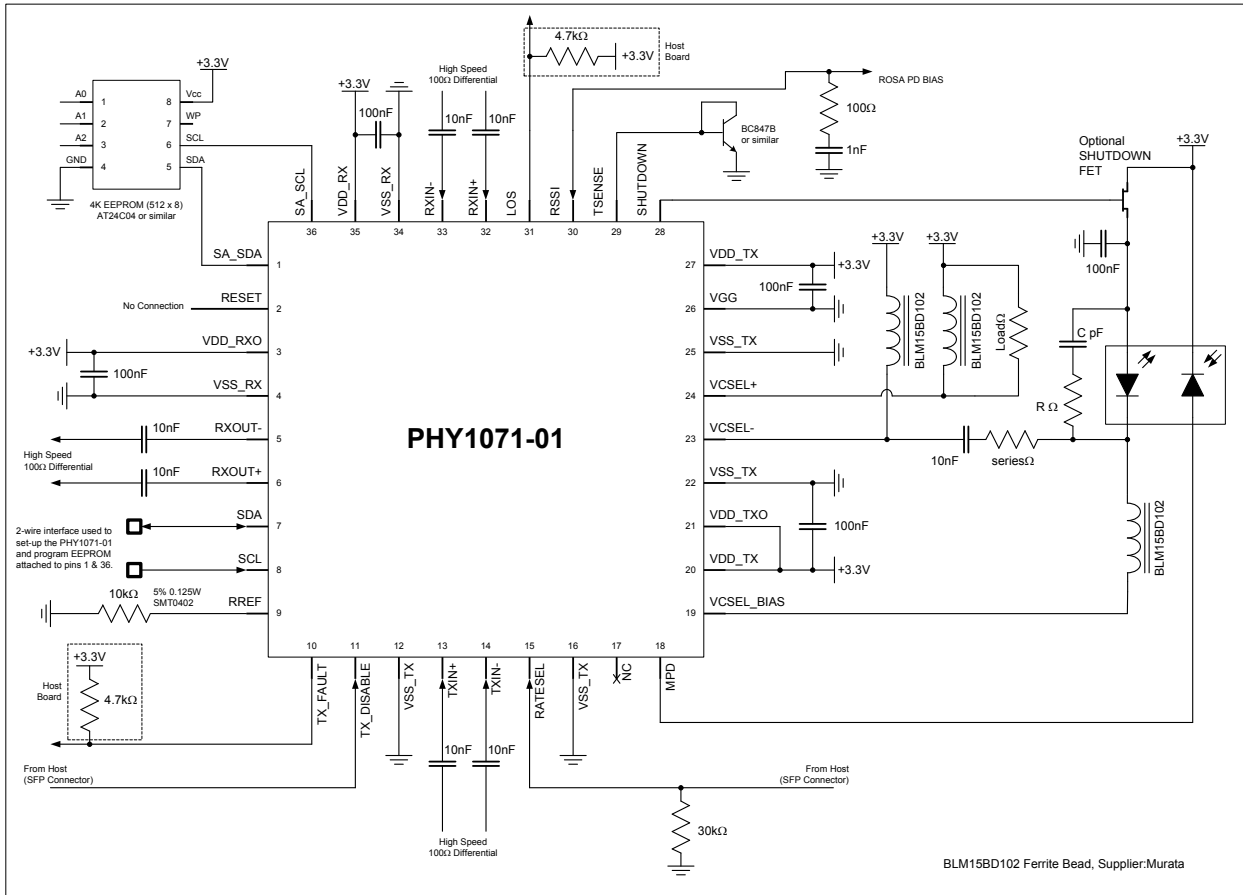 +3.3V
A0
A1
A2
GND
1
2
3
4
8
7
6
5
Vcc
WP
SCL
SDA
4K EEPROM (512 x 8)
AT24C04 or similar
+3.3V
100nF
High Speed
100Ω Differential
10nF
10nF
4.7kΩ
+3.3V
Host
Board
ROSA PD BIAS
100Ω
1nF
BC847B
or similar
Optional
SHUTDOWN
FET
+3.3V
100nF
SA_SCL
VDD_RX
VSS_RX
RXIN-
RXIN+
LOS
RSSI
TSENSE
SHUTDOWN
36
35
34
33
32
31
30
29
28
SA_SDA
1
RESET
2
No Connection
VDD_RXO
3
+3.3V
100nF
VSS_RX
4
RXOUT-
5
10nF
High Speed
100Ω Differential
RXOUT+
6
10nF
SDA
7
2-wire interface used to
set-up the PHY1071-01
and program EEPROM
attached to pins 1 & 36.
SCL
8
RREF
9
10kΩ
5% 0.125W
SMT0402
PHY1071-01
27
VDD_TX
+3.3V
100nF
26
VGG
25
VSS_TX
24
VCSEL+
23
VCSEL-
22
VSS_TX
21
VDD_TXO
100nF
20
VDD_TX
+3.3V
19
VCSEL_BIAS
+3.3V
+3.3V
BLM15BD102
BLM15BD102
LoadΩ
C pF
R Ω
10nF
seriesΩ
BLM15BD102
10
11
12
13
14
15
16
17
18
TX_FAULT
TX_DISABLE
VSS_TX
TXIN+
TXIN-
RATESEL
VSS_TX
NC
MPD
+3.3V
Host
Board
4.7kΩ
From Host
(SFP Connector)
10nF
10nF
High Speed
100Ω Differential
From Host
(SFP Connector)
30kΩ
BLM15BD102 Ferrite Bead, Supplier:Murata